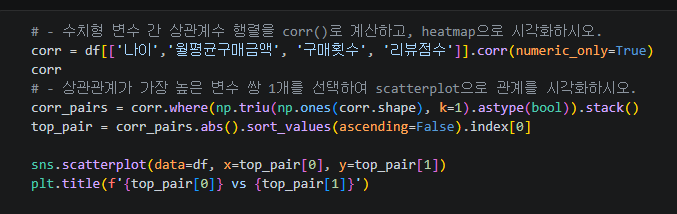 # - 수치형 변수 간 상관계수 행렬을 corr()로 계산하고, heatmap으로 시각화하시오.
corr = df[['나이','월평균구매금액', '구매횟수', '리뷰점수']].corr(numeric_only=True)
corr
# - 상관관계가 가장 높은 변수 쌍 1개를 선택하여 scatterplot으로 관계를 시각화하시오.
corr_pairs = corr.where(np.triu(np.ones(corr.shape), k=1).astype(bool)).stack()
top_pair = corr_pairs.abs().sort_values(ascending=False).index[0]
sns.scatterplot(data=df, x=top_pair[0], y=top_pair[1])
plt.title(f'{top_pair[0]} vs {top_pair[1]}')